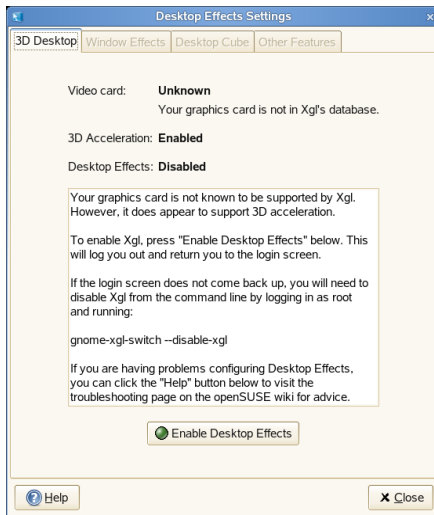 Desktop Effects Settings
3D Desktop Window Effects Desktop Cube Other Features
Video card: Unknown
Your graphics card is not in Xgl's database.
3D Acceleration: Enabled
Desktop Effects: Disabled
Your graphics card is not known to be supported by Xgl.
However, it does appear to support 3D acceleration.
To enable Xgl, press "Enable Desktop Effects" below. This
will log you out and return you to the login screen.
If the login screen does not come back up, you will need to
disable Xgl from the command line by logging in as root
and running:
gnome-xgl-switch --disable-xgl
If you are having problems configuring Desktop Effects,
you can click the "Help" button below to visit the
troubleshooting page on the openSUSE wiki for advice.
Enable Desktop Effects
Help
Close